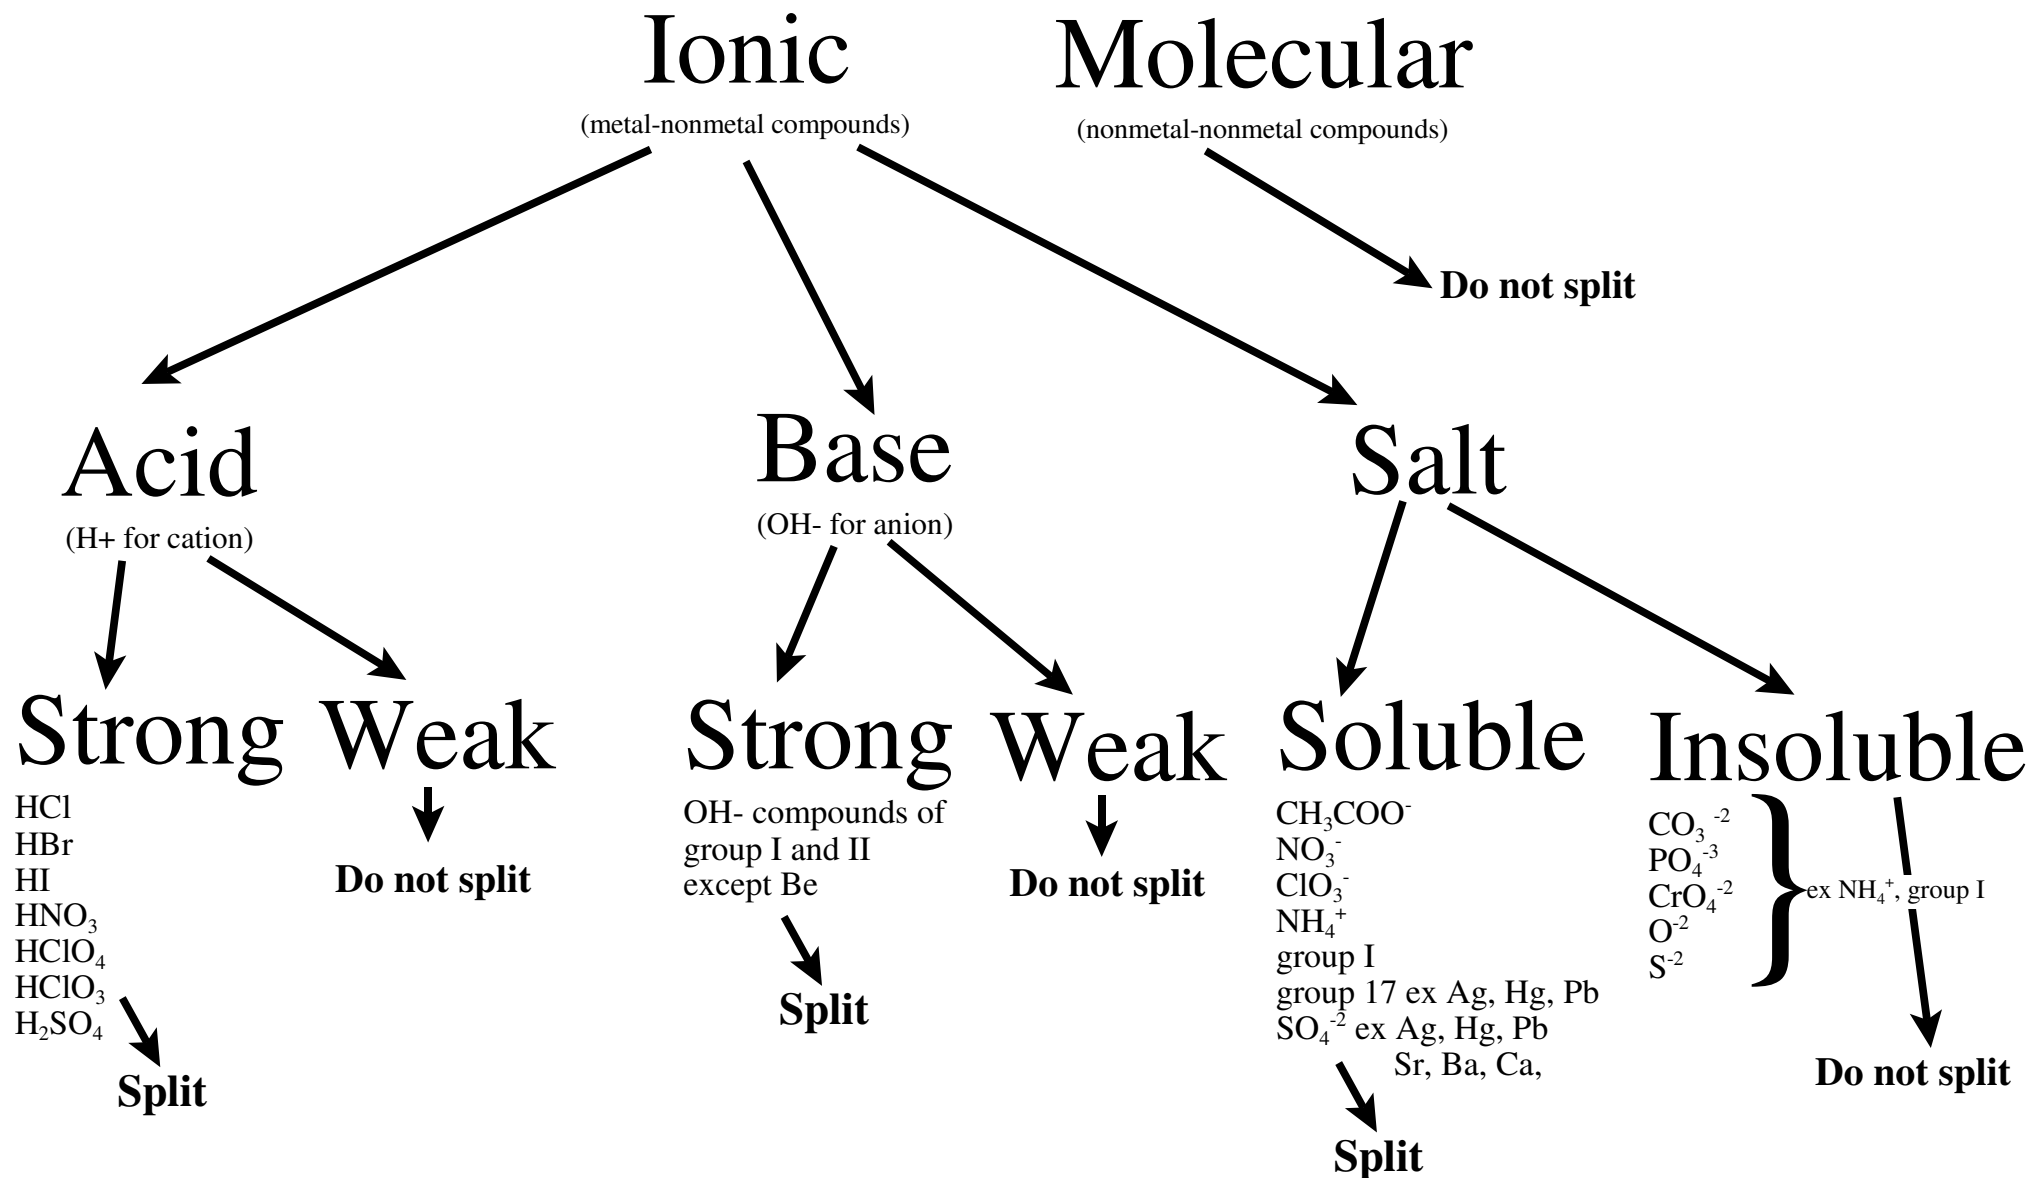 Ionic
(metal-nonmetal compounds)
Molecular
(nonmetal-nonmetal compounds)
Do not split
Acid
(H+ for cation)
Base
(OH- for anion)
Salt
Strong
HCl
HBr
HI
HNO₃
HClO₄
HClO₃
H₂SO₄
Split
Weak
Do not split
Strong
OH- compounds of
group I and II
except Be
Split
Weak
Do not split
Soluble
CH₃COO⁻
NO₃⁻
ClO₃⁻
NH₄⁺
group I
group 17 ex Ag, Hg, Pb
SO₄⁻² ex Ag, Hg, Pb
Sr, Ba, Ca,
Split
Insoluble
CO₃⁻²
PO₄⁻³
CrO₄⁻²
O⁻²
S⁻²
} ex NH₄⁺, group I
Do not split